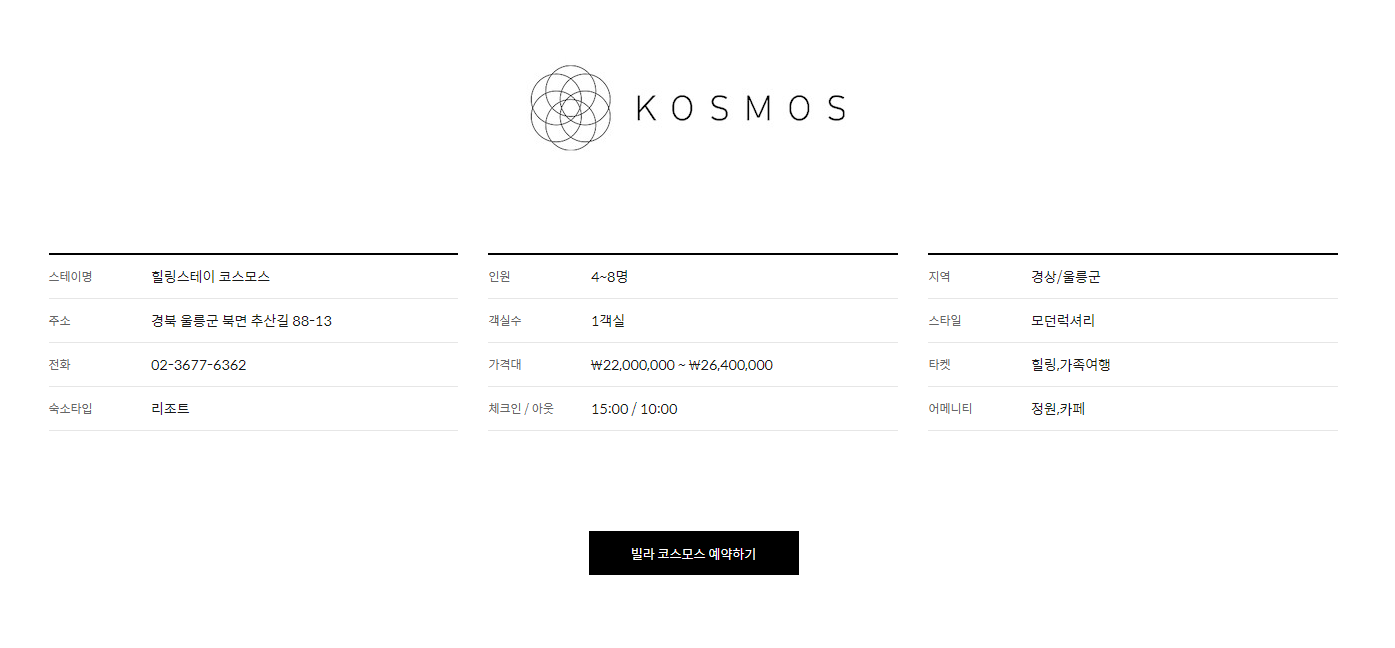 KOSMOS
스테이명 힐링스테이 코스모스
주소 경북 울릉군 북면 추산길 88-13
전화 02-3677-6362
숙소타입 리조트
인원 4~8명
객실수 1객실
가격대 ₩22,000,000 ~ ₩26,400,000
체크인 / 아웃 15:00 / 10:00
지역 경상/울릉군
스타일 모던럭셔리
타켓 힐링,가족여행
어메니티 정원,카페
빌라 코스모스 예약하기